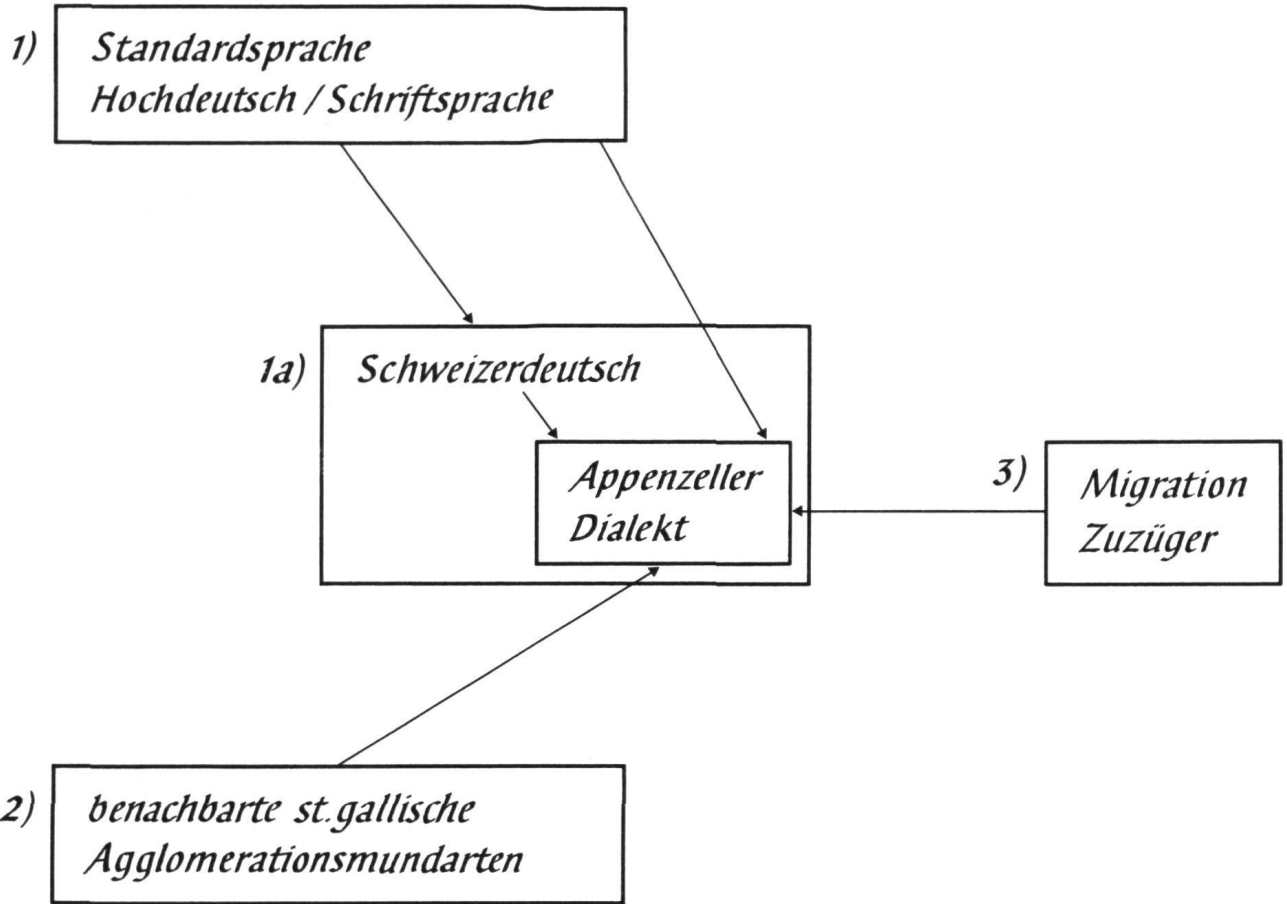 1)
Standardsprache
Hochdeutsch / Schriftsprache
1a)
Schweizerdeutsch
Appenzeller
Dialekt
3)
Migration
Zuzüger
2)
benachbarte st.gallische
Agglomerationsmundarten